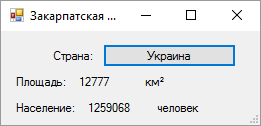 Закарпатская ...
Страна: Украина
Площадь: 12777 км²
Население: 1259068 человек